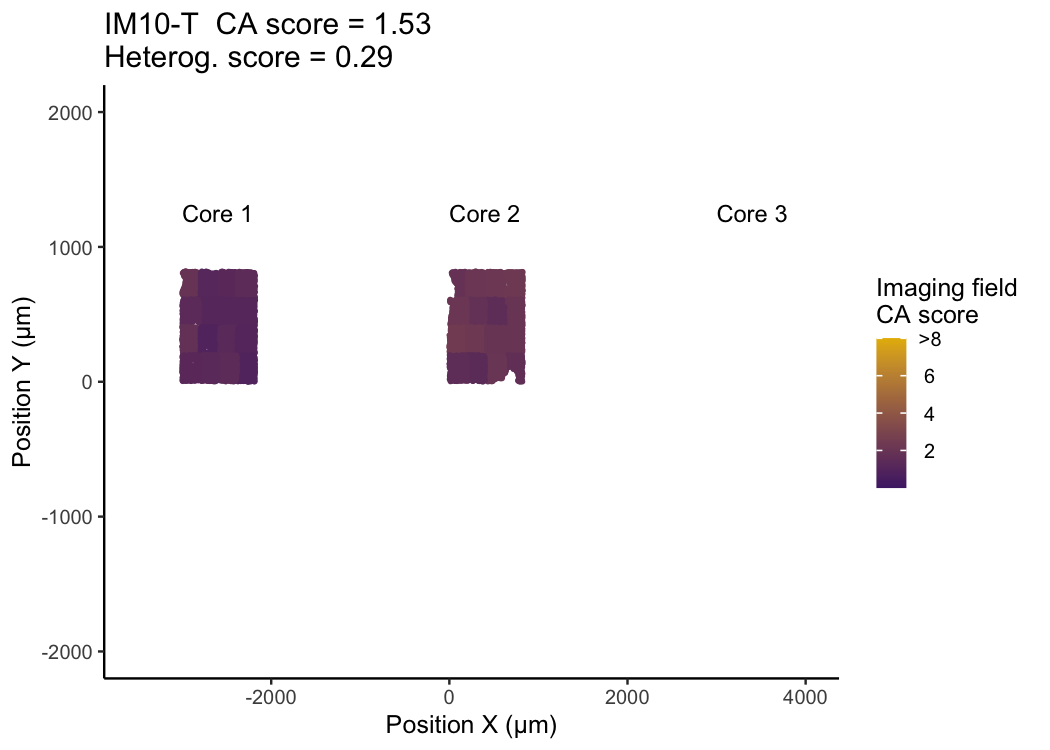 IM10-T  CA score = 1.53
Heterog. score = 0.29
2000
1000
0
-1000
-2000
Position Y (µm)
Core 1
Core 2
Core 3
-2000
0
2000
4000
Position X (µm)
Imaging field
CA score
>8
6
4
2